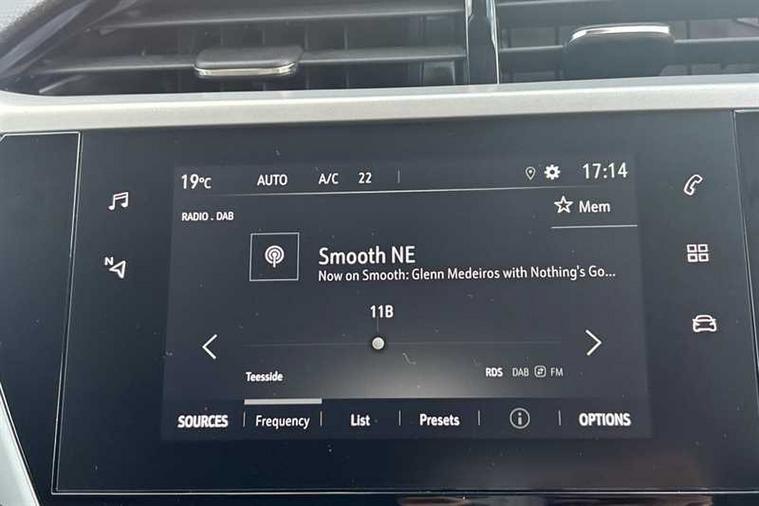 19°C AUTO A/C 22 17:14
RADIO . DAB
Mem
Smooth NE
Now on Smooth: Glenn Medeiros with Nothing's Go...
11B
N
Teesside
RDS DAB FM
SOURCES Frequency List Presets i OPTIONS